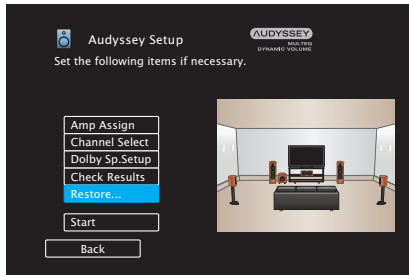 Audyssey Setup
AUDYSSEY
MULTEQ
DYNAMIC VOLUME
Set the following items if necessary.
Amp Assign
Channel Select
Dolby Sp.Setup
Check Results
Restore...
Start
Back